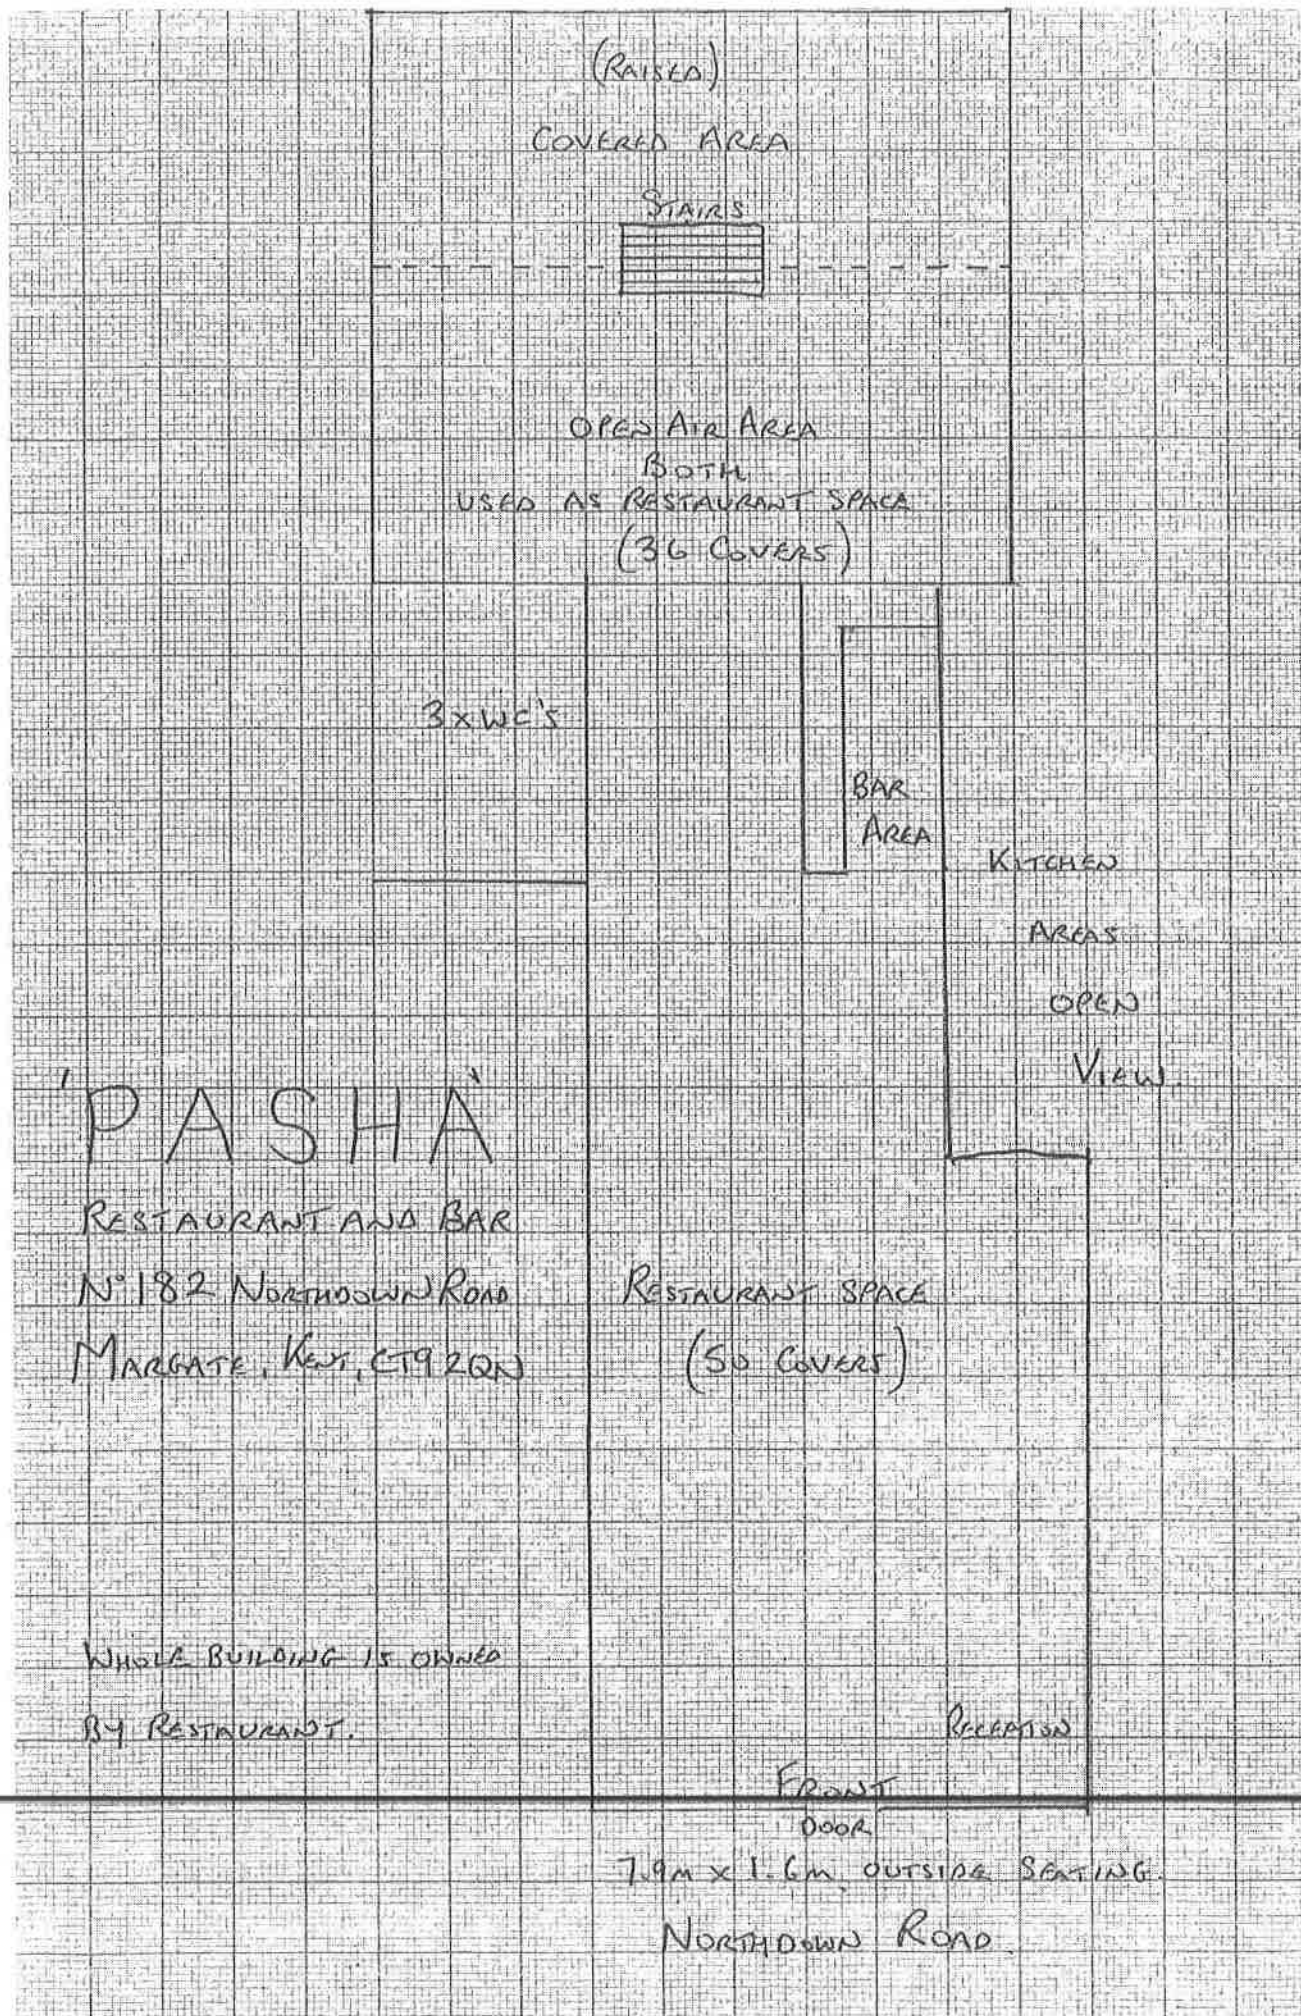 (RAISED)
COVERED AREA
STAIRS
OPEN AIR AREA
BOTH
USED AS RESTAURANT SPACE
(36 COVERS)
3 x WC'S
BAR
AREA
KITCHEN
AREAS
OPEN
VIEW.
'PASHA'
RESTAURANT AND BAR
Nº 182 NORTHDOWN ROAD
MARGATE, KENT, CT9 2QN
RESTAURANT SPACE
(50 COVERS)
WHOLE BUILDING IS OWNED
BY RESTAURANT.
RECEPTION
FRONT
DOOR
7.9m x 1.6m OUTSIDE SEATING.
NORTHDOWN ROAD.